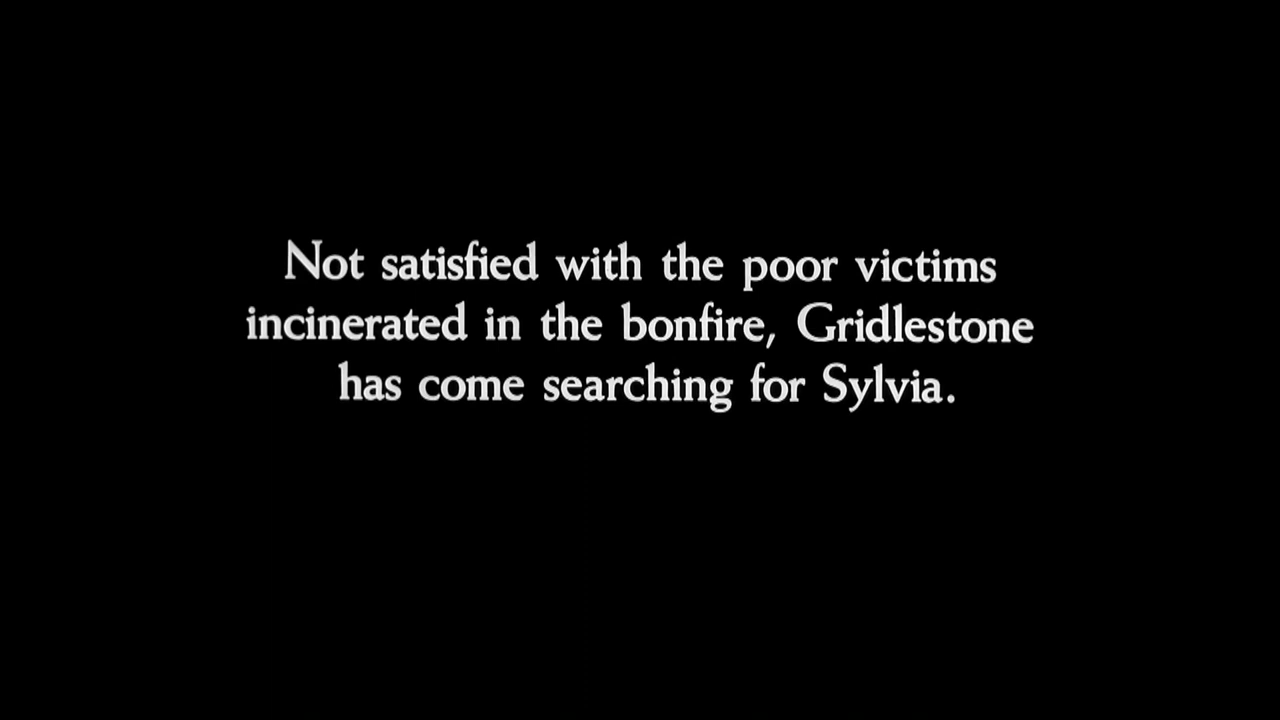 Not satisfied with the poor victims
incinerated in the bonfire, Gridlestone
has come searching for Sylvia.